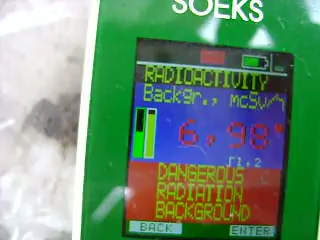 SOEKS
RADIOACTIVITY
Backgr., mcSv/h
6,98
DANGEROUS
RADIATION
BACKGROUND
BACK ENTER